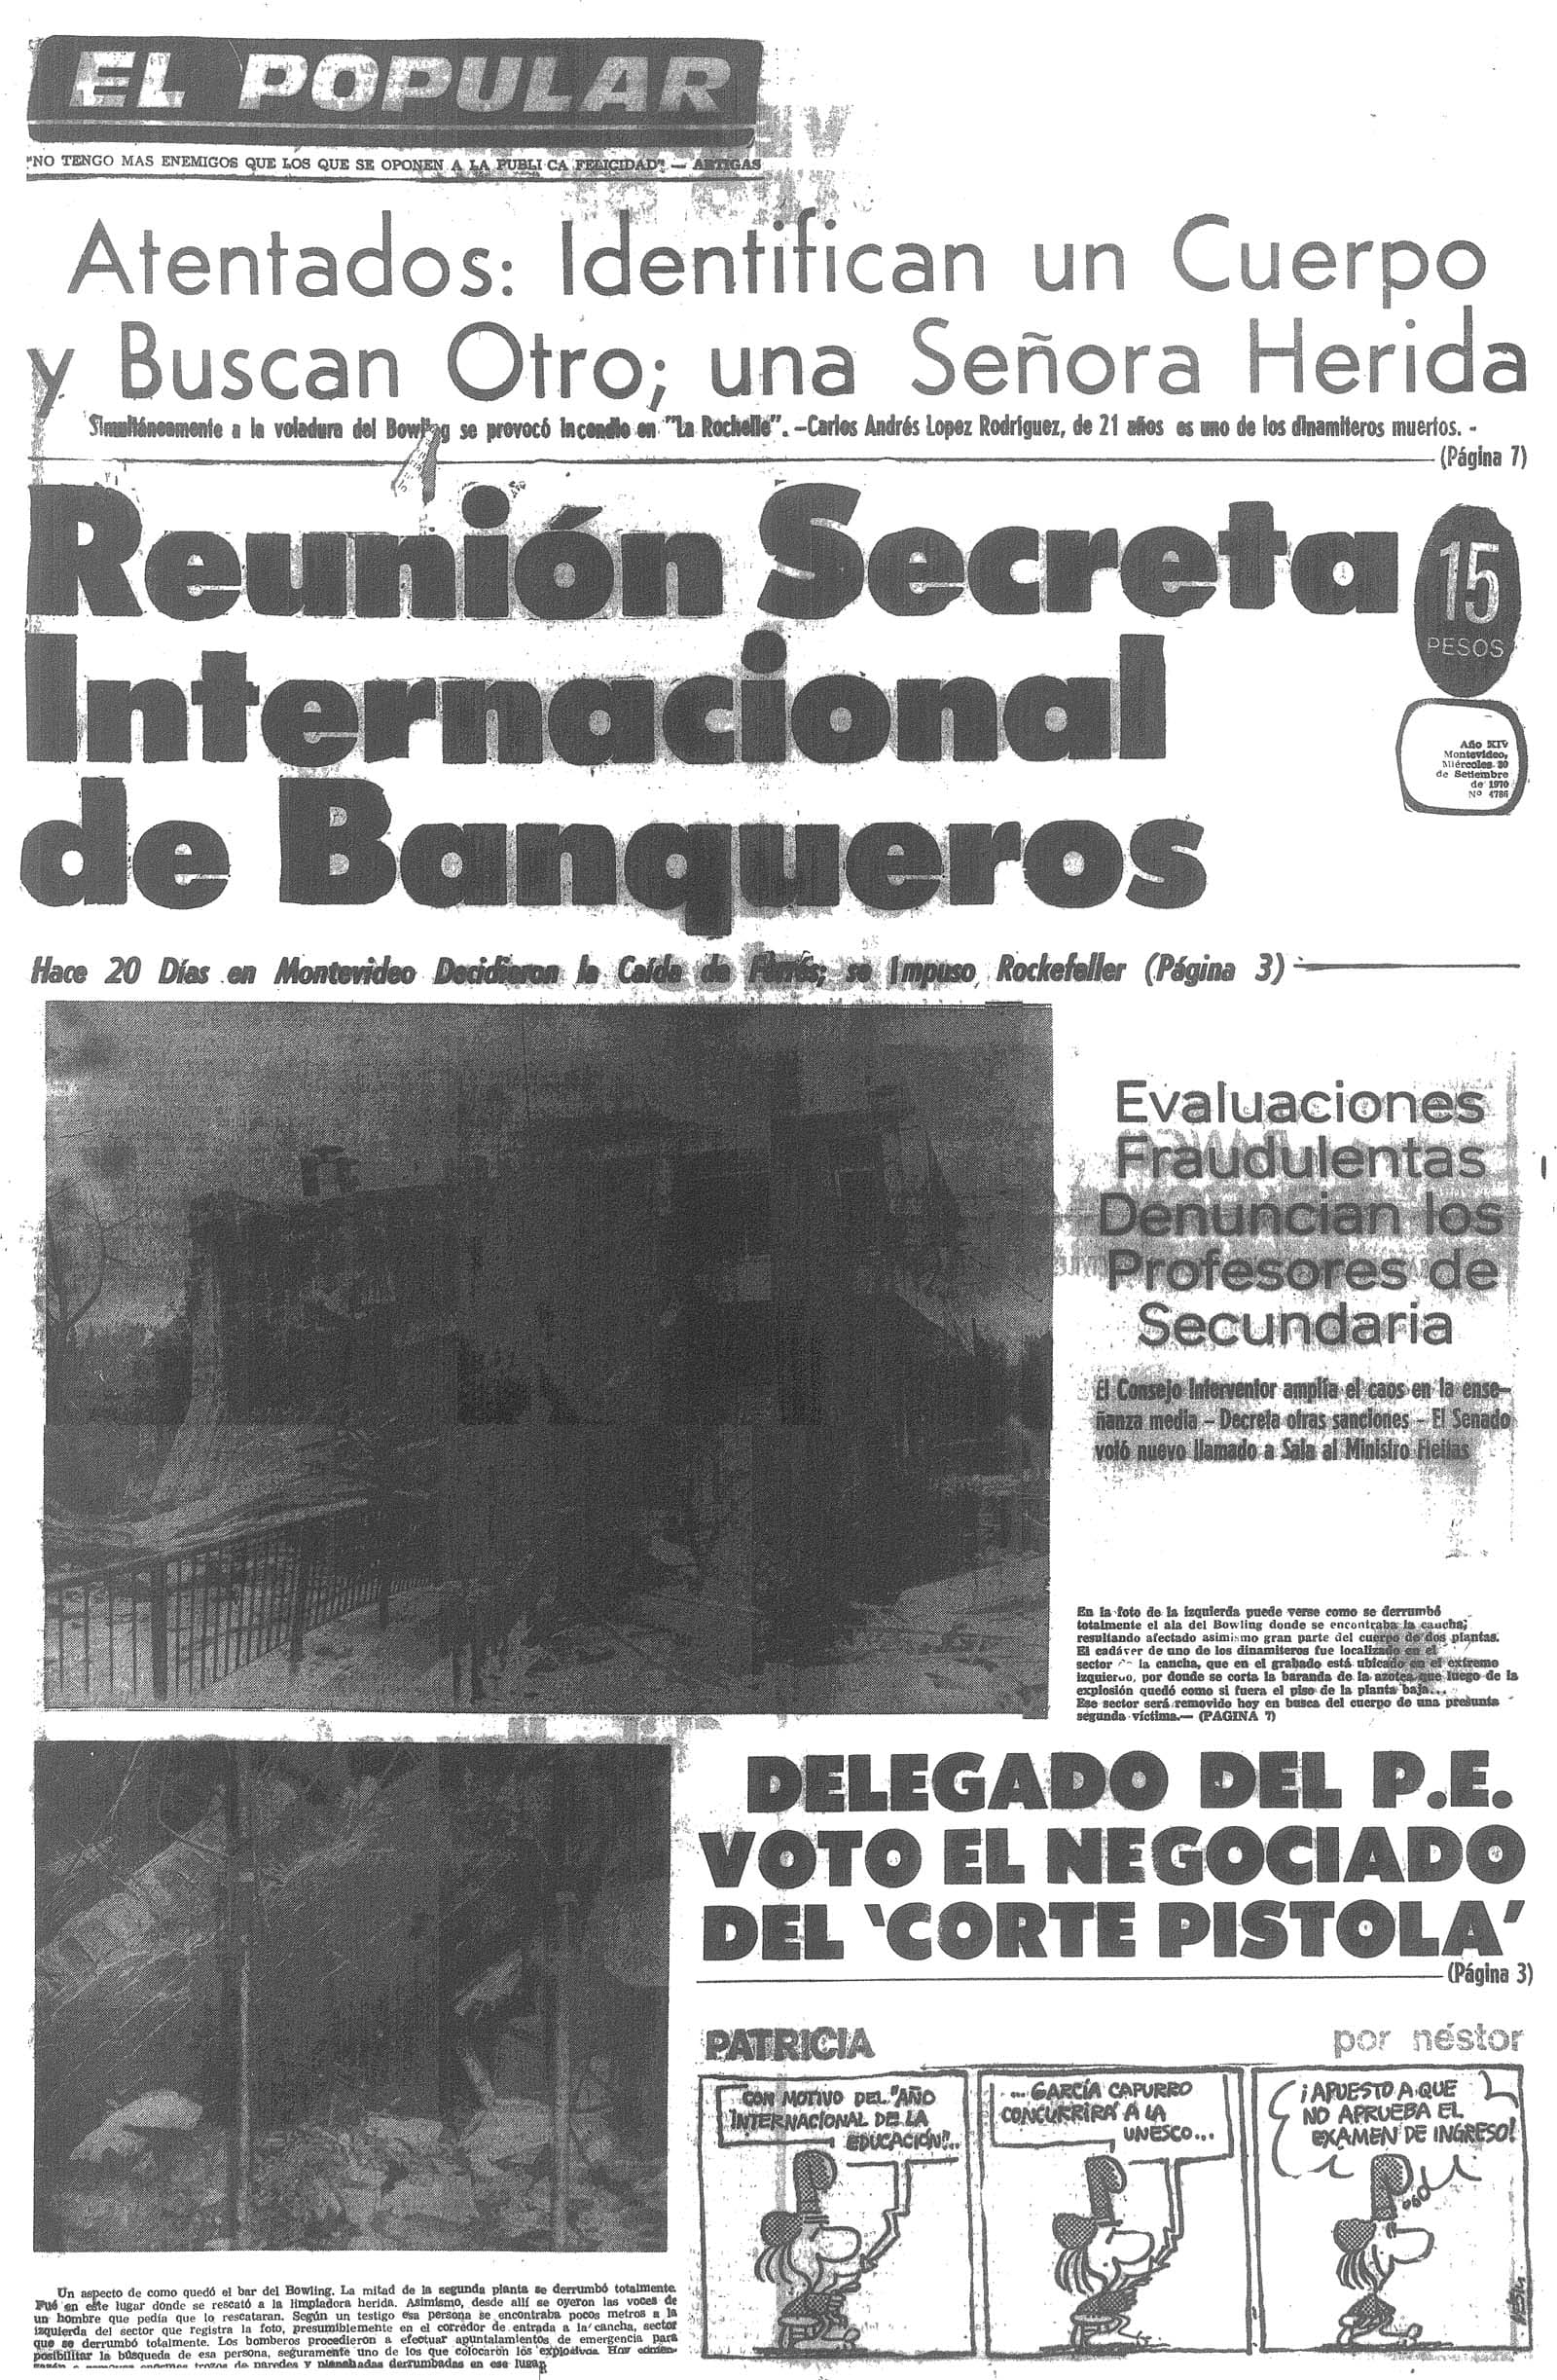 EL POPULAR
"NO TENGO MAS ENEMIGOS QUE LOS QUE SE OPONEN A LA PUBLICA FELICIDAD" — ARTIGAS
Atentados: Identifican un Cuerpo
y Buscan Otro; una Señora Herida
Simultáneamente a la voladura del Bowling se provocó incendio en "La Rochelle". –Carlos Andrés Lopez Rodríguez, de 21 años es uno de los dinamiteros muertos. -
(Página 7)
Reunión Secreta
Internacional
de Banqueros
15
PESOS
Año XIV
Montevideo,
Miércoles 30
de Setiembre
de 1970
Nº 4786
Hace 20 Días en Montevideo Decidieron la Caída de Ferrés; se Impuso Rockefeller (Página 3)
Evaluaciones
Fraudulentas
Denuncian los
Profesores de
Secundaria
El Consejo Interventor amplía el caos en la ense-
ñanza media – Decreta otras sanciones – El Senado
votó nuevo llamado a Sala al Ministro Fleitas
En la foto de la izquierda puede verse como se derrumbó
totalmente el ala del Bowling donde se encontraba la cancha;
resultando afectado asimismo gran parte del cuerpo de dos plantas.
El cadáver de uno de los dinamiteros fue localizado en el
sector de la cancha, que en el grabado está ubicado en el extremo
izquierdo, por donde se corta la baranda de la azotea que luego de la
explosión quedó como si fuera el piso de la planta baja...
Ese sector será removido hoy en busca del cuerpo de una presunta
segunda víctima.— (PAGINA 7)
DELEGADO DEL P.E.
VOTO EL NEGOCIADO
DEL 'CORTE PISTOLA'
(Página 3)
PATRICIA
por néstor
CON MOTIVO DEL "AÑO
INTERNACIONAL DE LA
EDUCACIÓN"...
... GARCÍA CAPURRO
CONCURRIRÁ A LA
UNESCO...
¡APUESTO A QUE
NO APRUEBA EL
EXAMEN DE INGRESO!
Un aspecto de como quedó el bar del Bowling. La mitad de la segunda planta se derrumbó totalmente.
Fué en este lugar donde se rescató a la limpiadora herida. Asimismo, desde allí se oyeron las voces de
un hombre que pedía que lo rescataran. Según un testigo esa persona se encontraba pocos metros a la
izquierda del sector que registra la foto, presumiblemente en el corredor de entrada a la cancha, sector
que se derrumbó totalmente. Los bomberos procedieron a efectuar apuntalamientos de emergencia para
posibilitar la búsqueda de esa persona, seguramente uno de los que colocaron los explosivos. Hoy comen-
zarán a remover enormes trozos de paredes y planchadas derrumbadas en ese lugar.